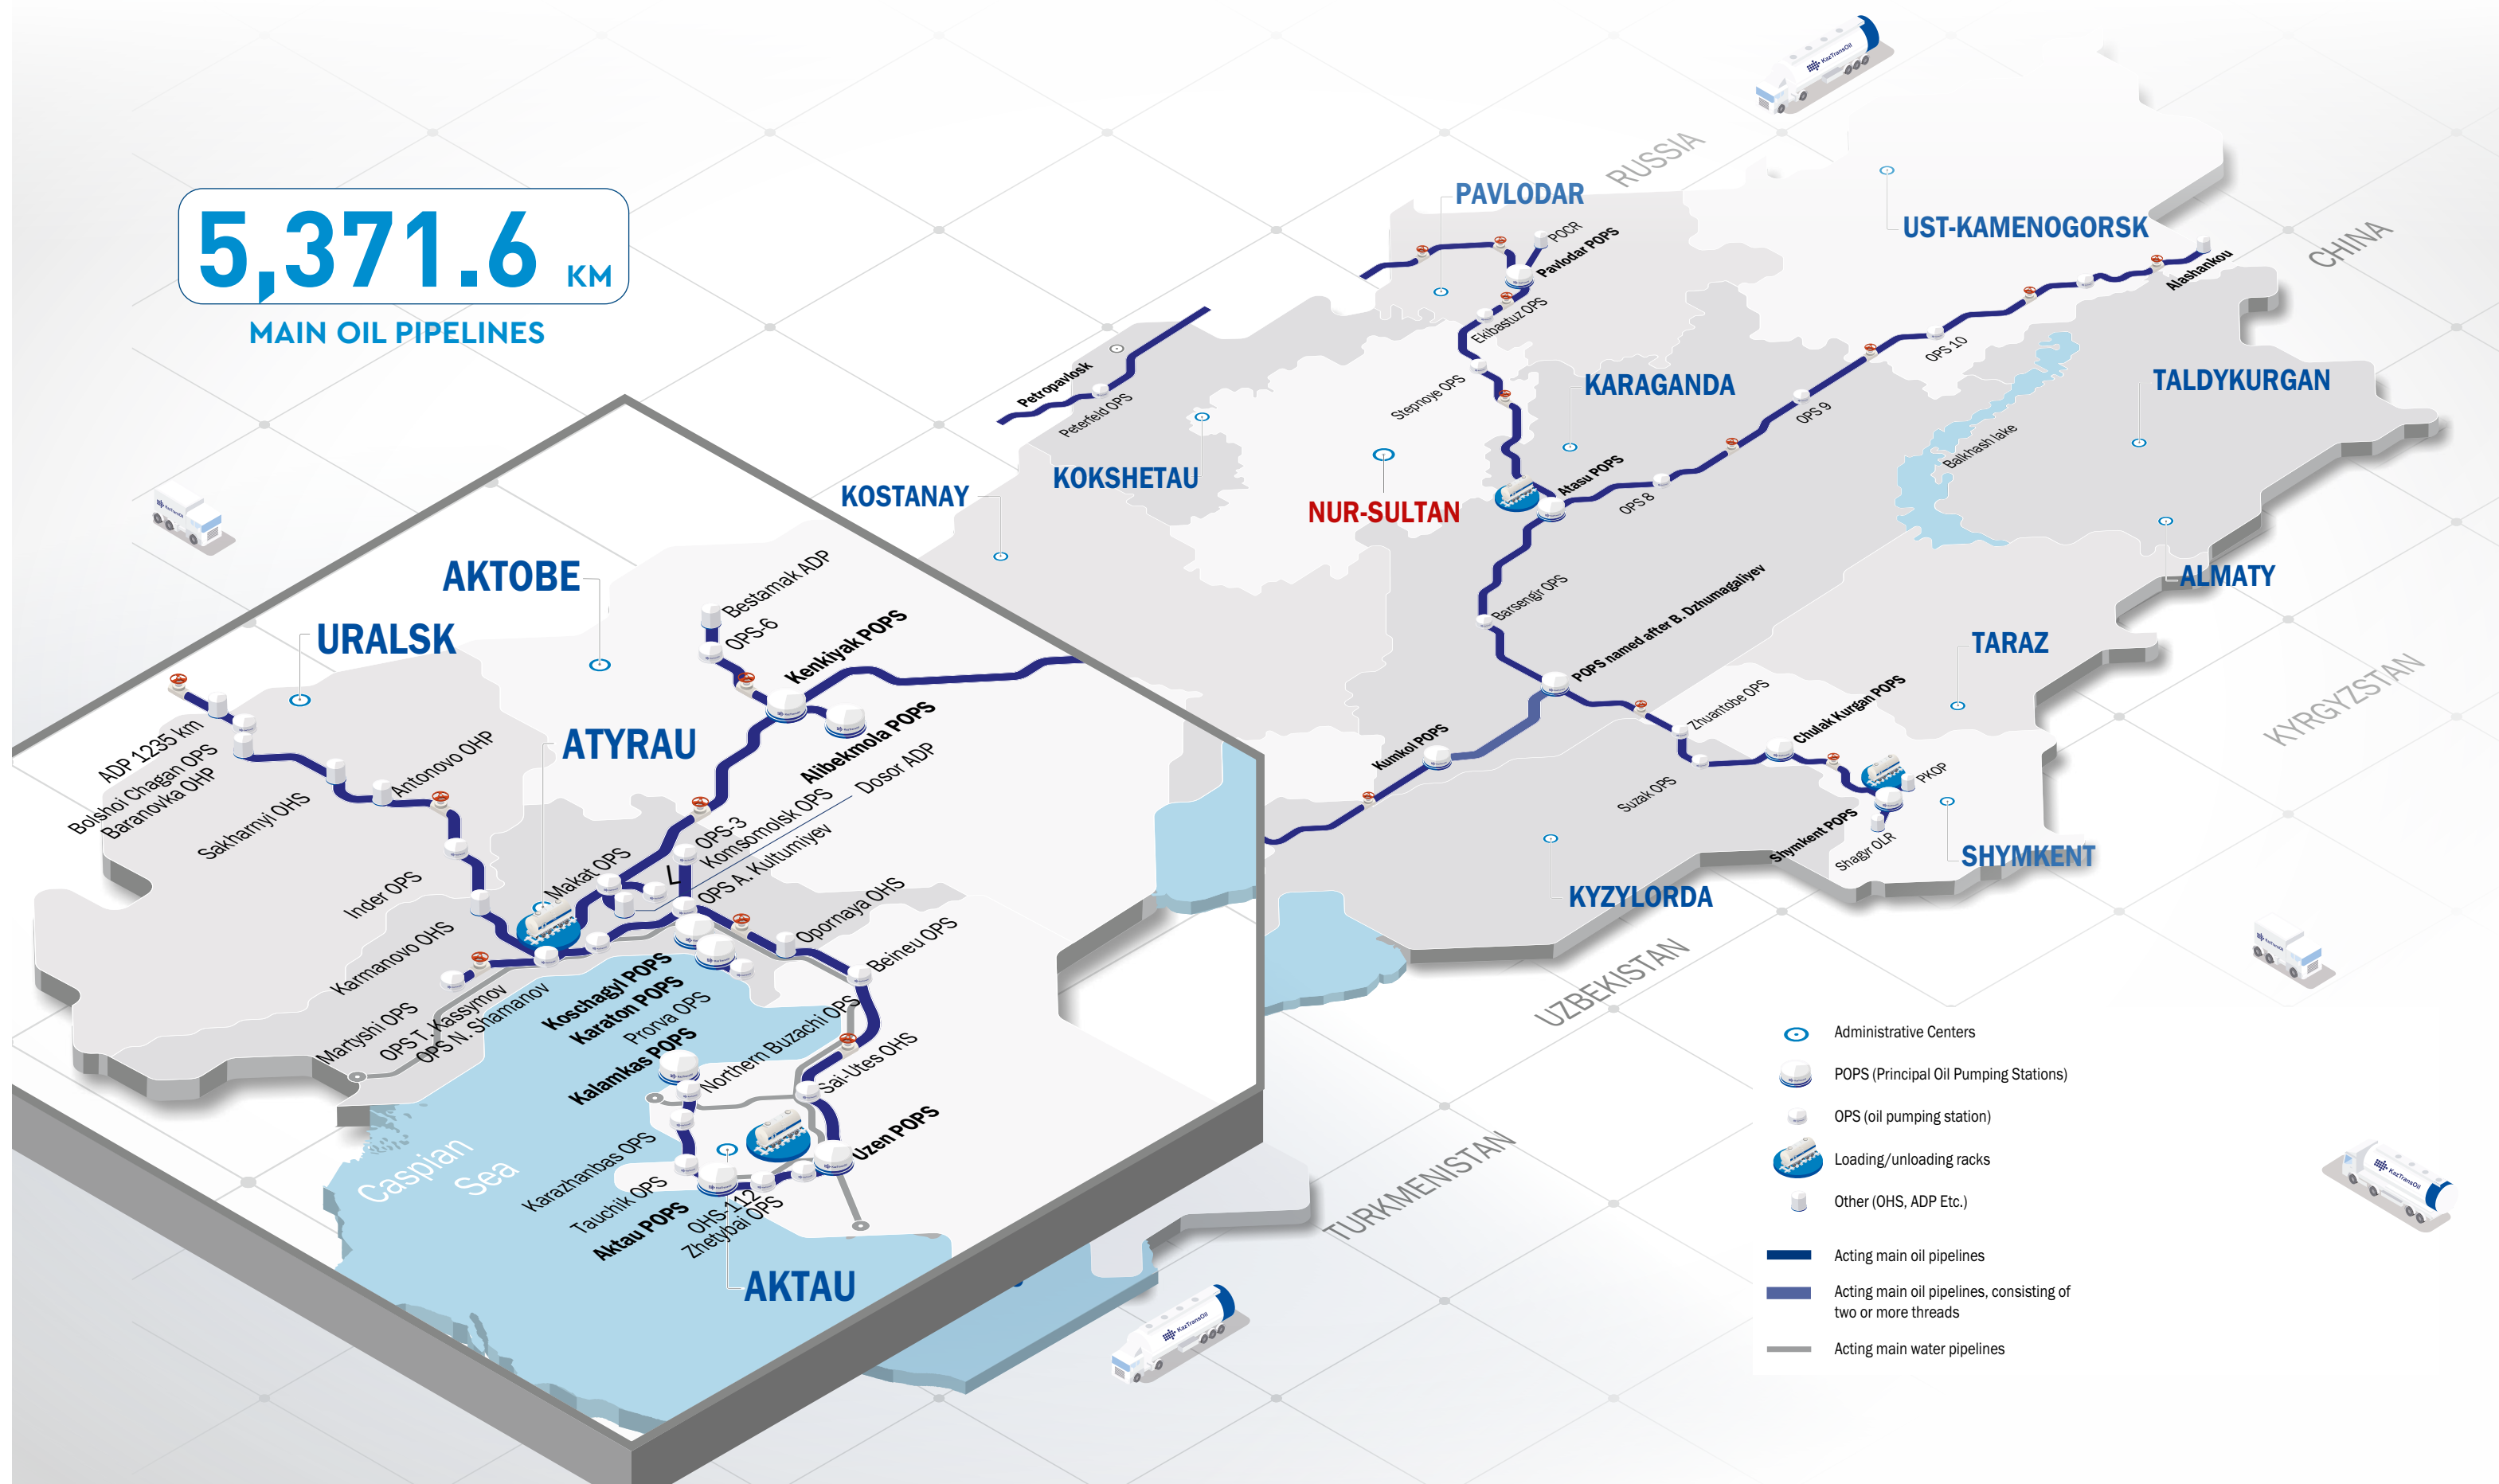 5,371.6 KM
MAIN OIL PIPELINES
RUSSIA
CHINA
KYRGYZSTAN
UZBEKISTAN
TURKMENISTAN
PAVLODAR
UST-KAMENOGORSK
POCR
Pavlodar POPS
Ekibastuz OPS
Stepnoye OPS
Alashankou
OPS 10
OPS 9
OPS 8
Atasu POPS
KARAGANDA
TALDYKURGAN
Balkhash lake
ALMATY
Petropavlosk
Peterfeld OPS
KOKSHETAU
KOSTANAY
NUR-SULTAN
Barsengir OPS
POPS named after B. Dzhumagaliyev
TARAZ
Kumkol POPS
Zhuantobe OPS
Suzak OPS
Chulak Kurgan POPS
PKOP
Shymkent POPS
Shagyr OLR
SHYMKENT
KYZYLORDA
AKTOBE
URALSK
ATYRAU
Bestamak ADP
OPS-6
Kenkiyak POPS
Alibekmola POPS
Dosor ADP
ADP 1235 km
Bolshoi Chagan OPS
Baranovka OHP
Sakharnyi OHS
Antonovo OHP
Inder OPS
Karmanovo OHS
Makat OPS
OPS-3
Komsomolsk OPS
OPS A. Kultumiyev
Opornaya OHS
Beineu OPS
Martyshi OPS
OPS T. Kassymov
OPS N. Shamanov
Koschagyl POPS
Karaton POPS
Prorva OPS
Kalamkas POPS
Northern Buzachi OPS
Sai-Utes OHS
Uzen POPS
Karazhanbas OPS
Tauchik OPS
Aktau POPS
OHS-112
Zhetybai OPS
AKTAU
Caspian
Sea
Administrative Centers
POPS (Principal Oil Pumping Stations)
OPS (oil pumping station)
Loading/unloading racks
Other (OHS, ADP Etc.)
Acting main oil pipelines
Acting main oil pipelines, consisting of
two or more threads
Acting main water pipelines
KazTransOil
KazTransOil
KazTransOil